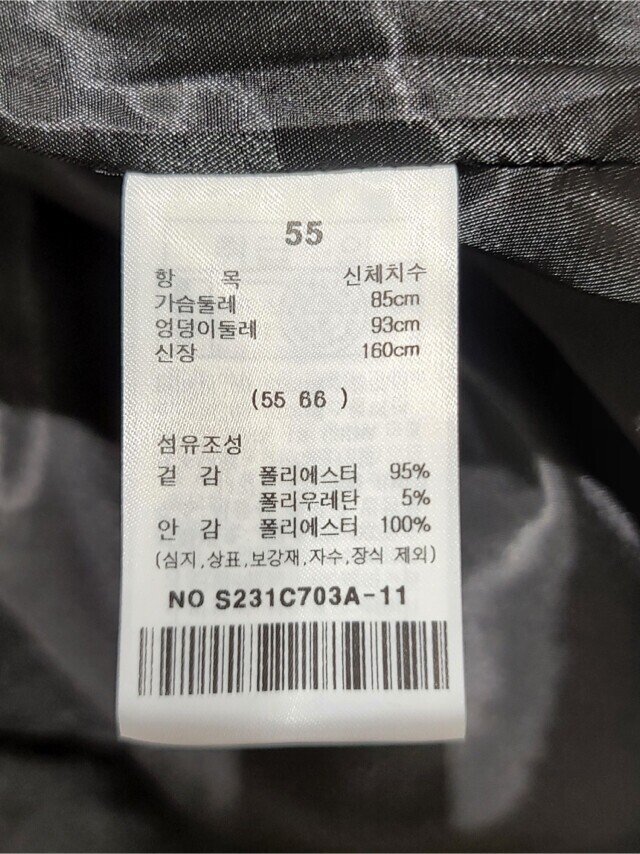 55
항 목 신체치수
가슴둘레 85cm
엉덩이둘레 93cm
신장 160cm
(55 66 )
섬유조성
겉 감 폴리에스터 95%
폴리우레탄 5%
안 감 폴리에스터 100%
(심지,상표,보강재,자수,장식 제외)
NO S231C703A-11